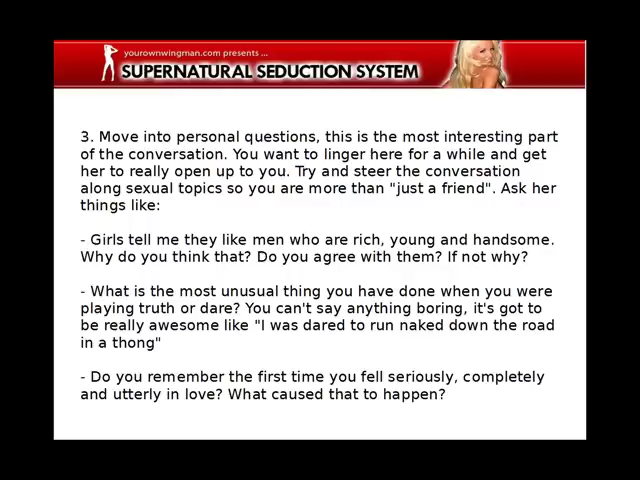 yourownwingman.com presents ...
SUPERNATURAL SEDUCTION SYSTEM
3. Move into personal questions, this is the most interesting part
of the conversation. You want to linger here for a while and get
her to really open up to you. Try and steer the conversation
along sexual topics so you are more than "just a friend". Ask her
things like:
- Girls tell me they like men who are rich, young and handsome.
Why do you think that? Do you agree with them? If not why?
- What is the most unusual thing you have done when you were
playing truth or dare? You can't say anything boring, it's got to
be really awesome like "I was dared to run naked down the road
in a thong"
- Do you remember the first time you fell seriously, completely
and utterly in love? What caused that to happen?